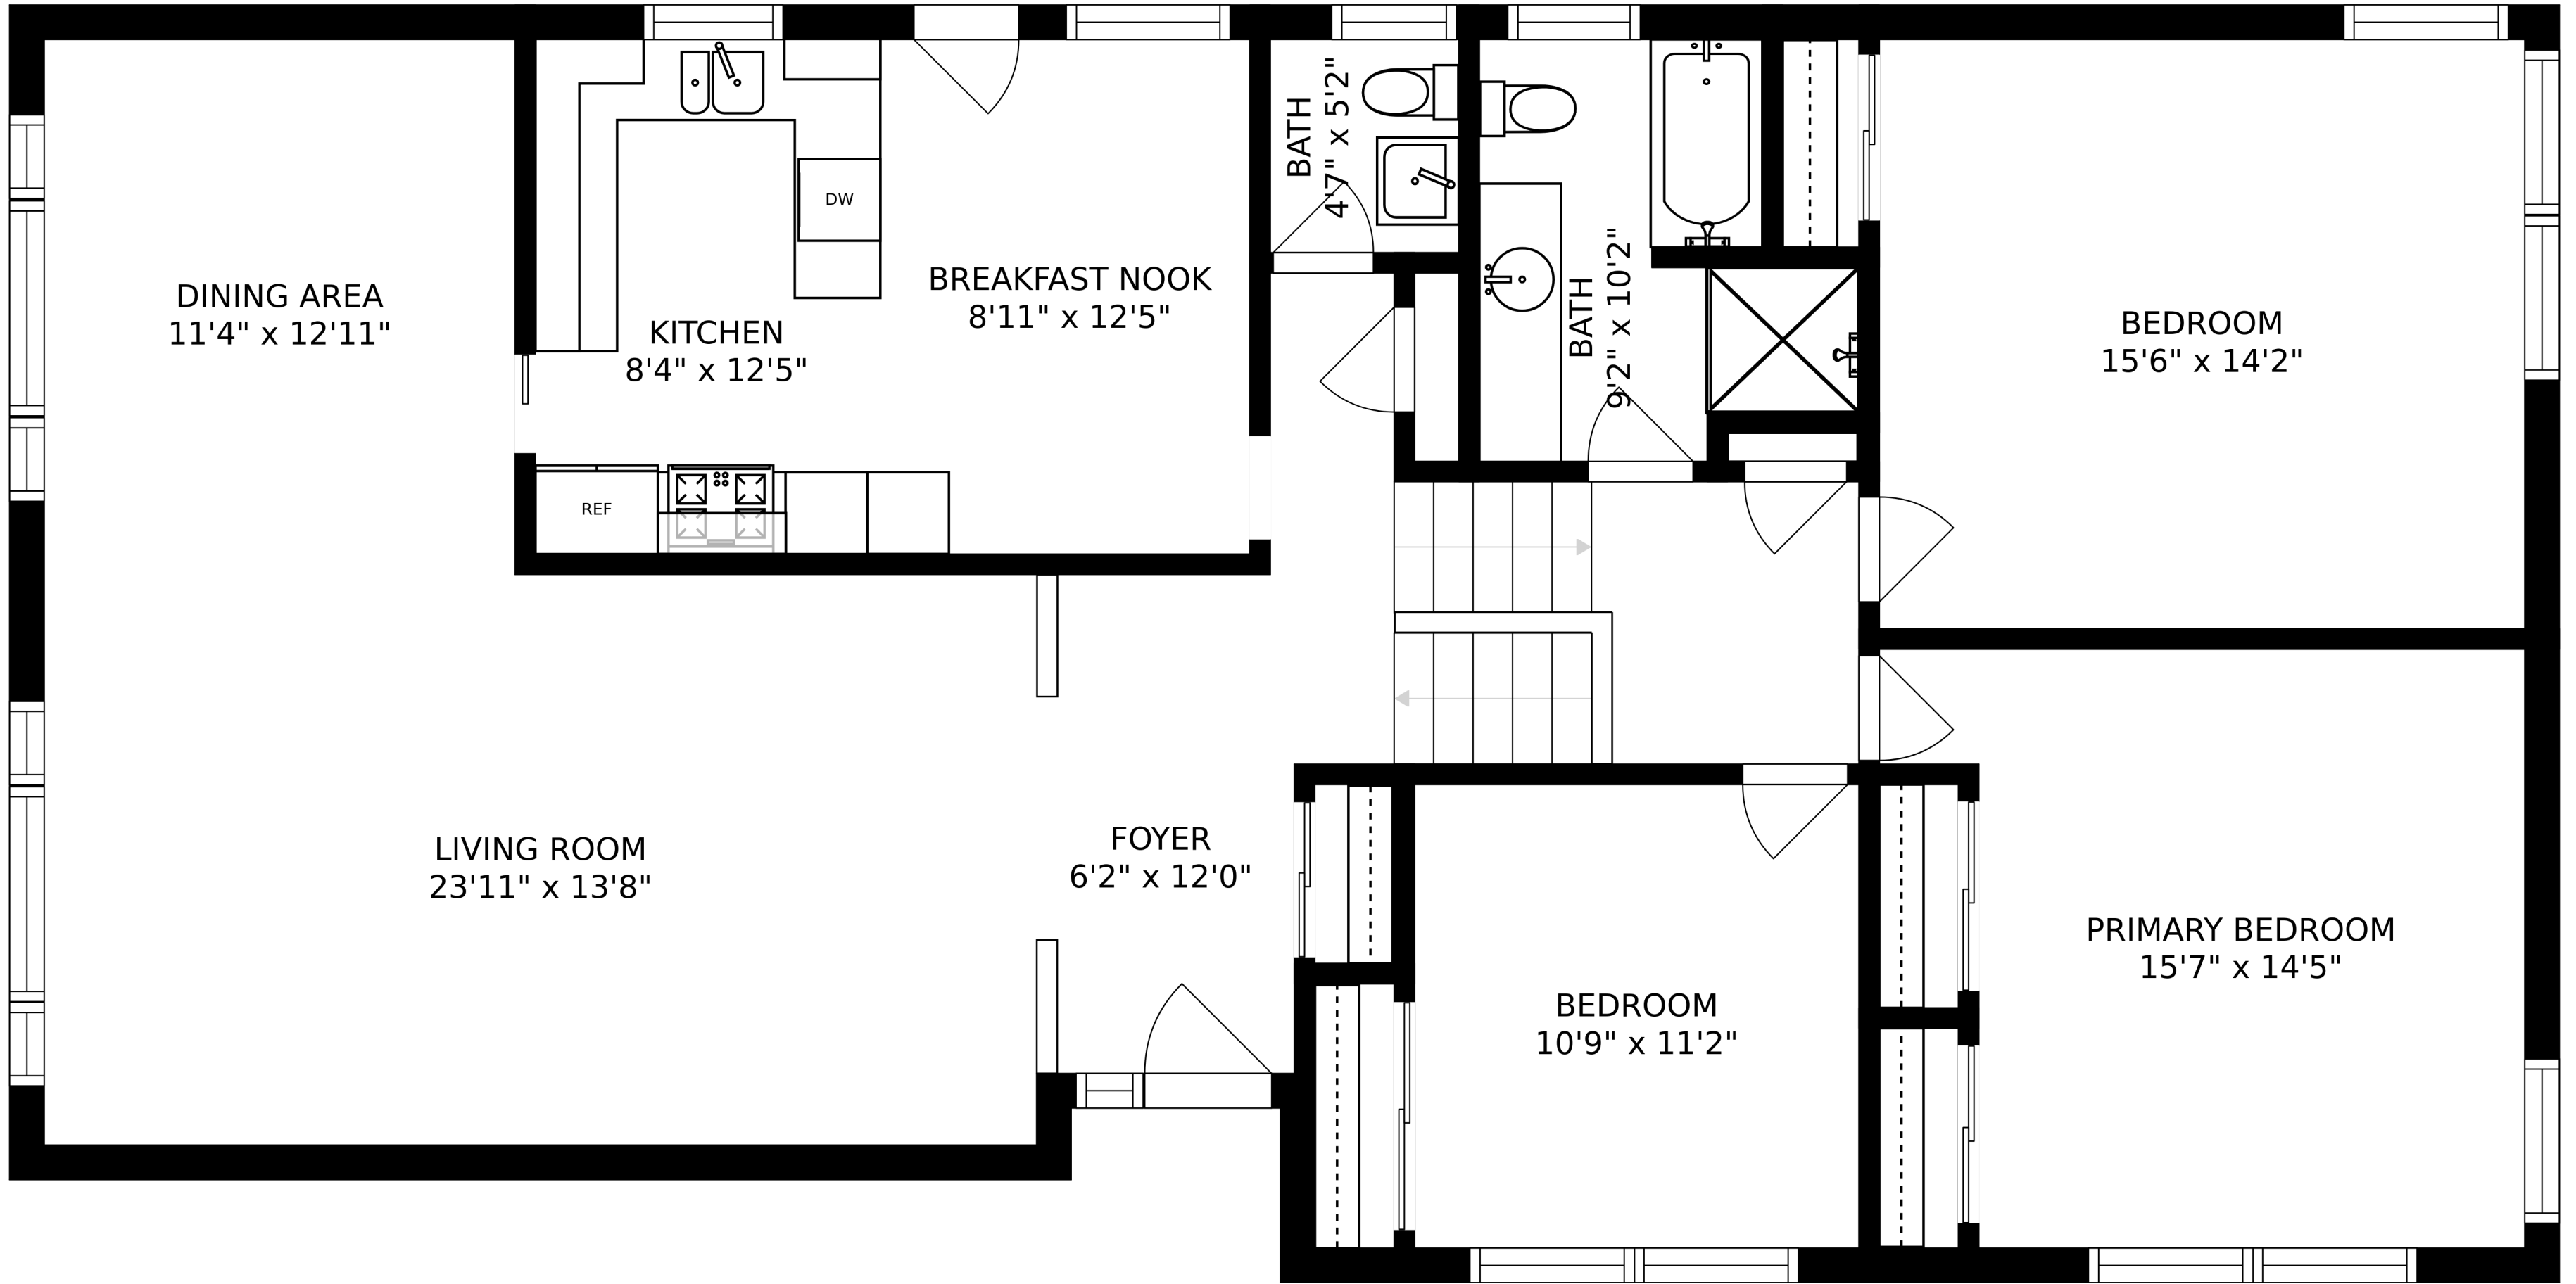 BATH
4'7" x 5'2"
DW
DINING AREA
11'4" x 12'11"
BREAKFAST NOOK
8'11" x 12'5"
KITCHEN
8'4" x 12'5"
BATH
9'2" x 10'2"
BEDROOM
15'6" x 14'2"
REF
LIVING ROOM
23'11" x 13'8"
FOYER
6'2" x 12'0"
PRIMARY BEDROOM
15'7" x 14'5"
BEDROOM
10'9" x 11'2"